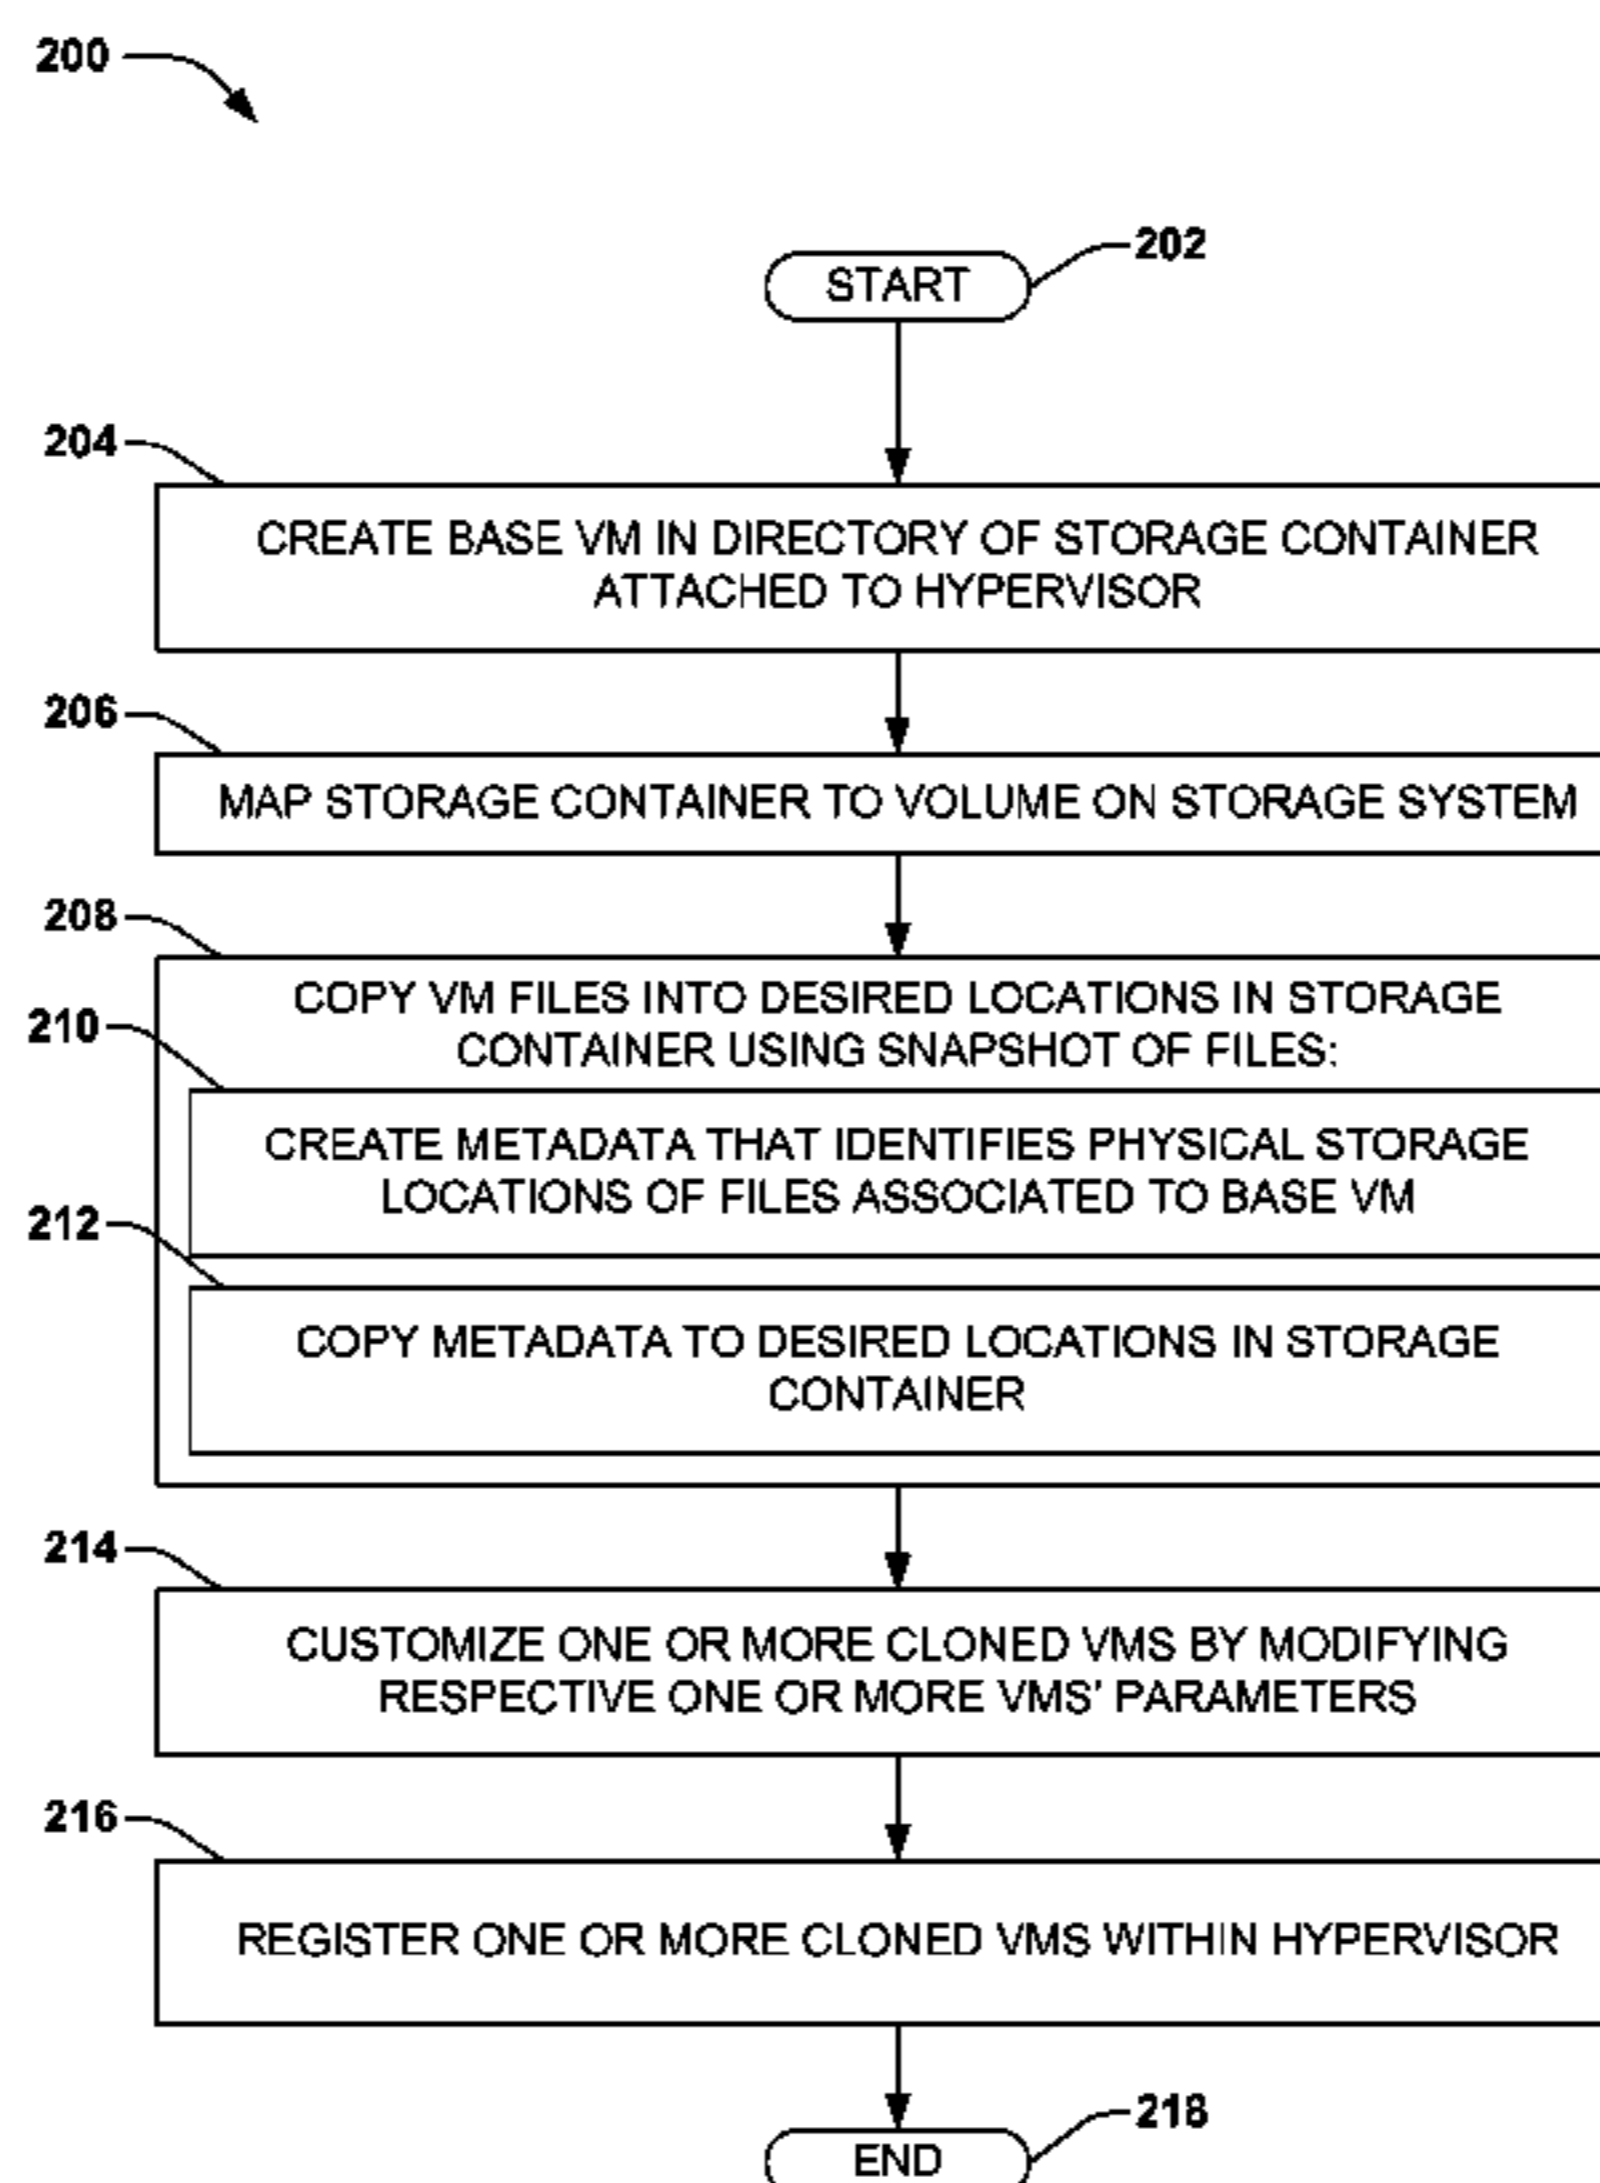 200
START
202
204
CREATE BASE VM IN DIRECTORY OF STORAGE CONTAINER
ATTACHED TO HYPERVISOR
206
MAP STORAGE CONTAINER TO VOLUME ON STORAGE SYSTEM
208
COPY VM FILES INTO DESIRED LOCATIONS IN STORAGE
CONTAINER USING SNAPSHOT OF FILES:
210
CREATE METADATA THAT IDENTIFIES PHYSICAL STORAGE
LOCATIONS OF FILES ASSOCIATED TO BASE VM
212
COPY METADATA TO DESIRED LOCATIONS IN STORAGE
CONTAINER
214
CUSTOMIZE ONE OR MORE CLONED VMS BY MODIFYING
RESPECTIVE ONE OR MORE VMS' PARAMETERS
216
REGISTER ONE OR MORE CLONED VMS WITHIN HYPERVISOR
218
END